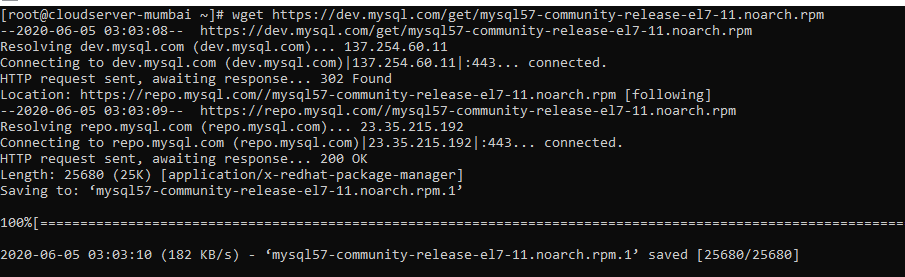 [root@cloudserver-mumbai ~]# wget https://dev.mysql.com/get/mysql57-community-release-el7-11.noarch.rpm
--2020-06-05 03:03:08--  https://dev.mysql.com/get/mysql57-community-release-el7-11.noarch.rpm
Resolving dev.mysql.com (dev.mysql.com)... 137.254.60.11
Connecting to dev.mysql.com (dev.mysql.com)|137.254.60.11|:443... connected.
HTTP request sent, awaiting response... 302 Found
Location: https://repo.mysql.com//mysql57-community-release-el7-11.noarch.rpm [following]
--2020-06-05 03:03:09--  https://repo.mysql.com//mysql57-community-release-el7-11.noarch.rpm
Resolving repo.mysql.com (repo.mysql.com)... 23.35.215.192
Connecting to repo.mysql.com (repo.mysql.com)|23.35.215.192|:443... connected.
HTTP request sent, awaiting response... 200 OK
Length: 25680 (25K) [application/x-redhat-package-manager]
Saving to: ‘mysql57-community-release-el7-11.noarch.rpm.1’
100%[==========================================================================================================
2020-06-05 03:03:10 (182 KB/s) - ‘mysql57-community-release-el7-11.noarch.rpm.1’ saved [25680/25680]